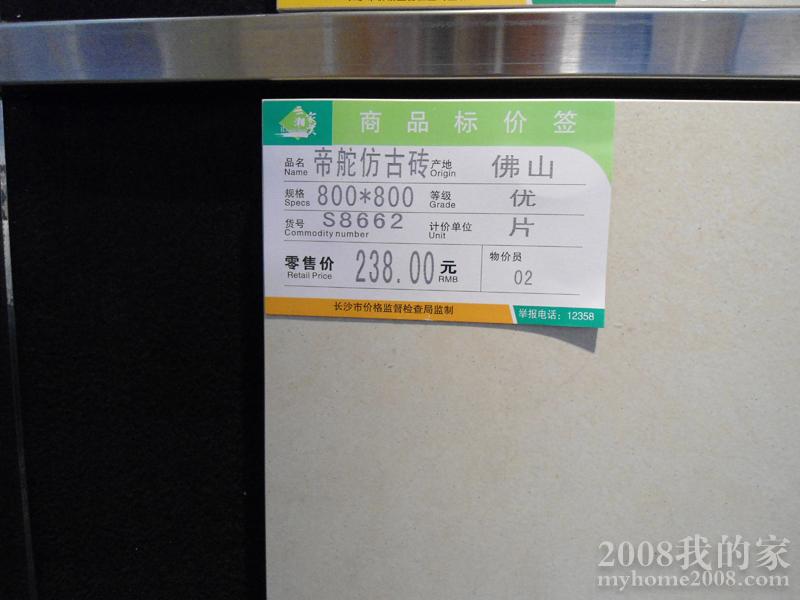 商品标价签
品名 Name 帝舵仿古砖 产地 Origin 佛山
规格 Specs 800*800 等级 Grade 优
货号 Commodity number S8662 计价单位 Unit 片
零售价 Retail Price 238.00 元 RMB 物价员 02
长沙市价格监督检查局监制 举报电话：12358
2008我的家
myhome2008.com